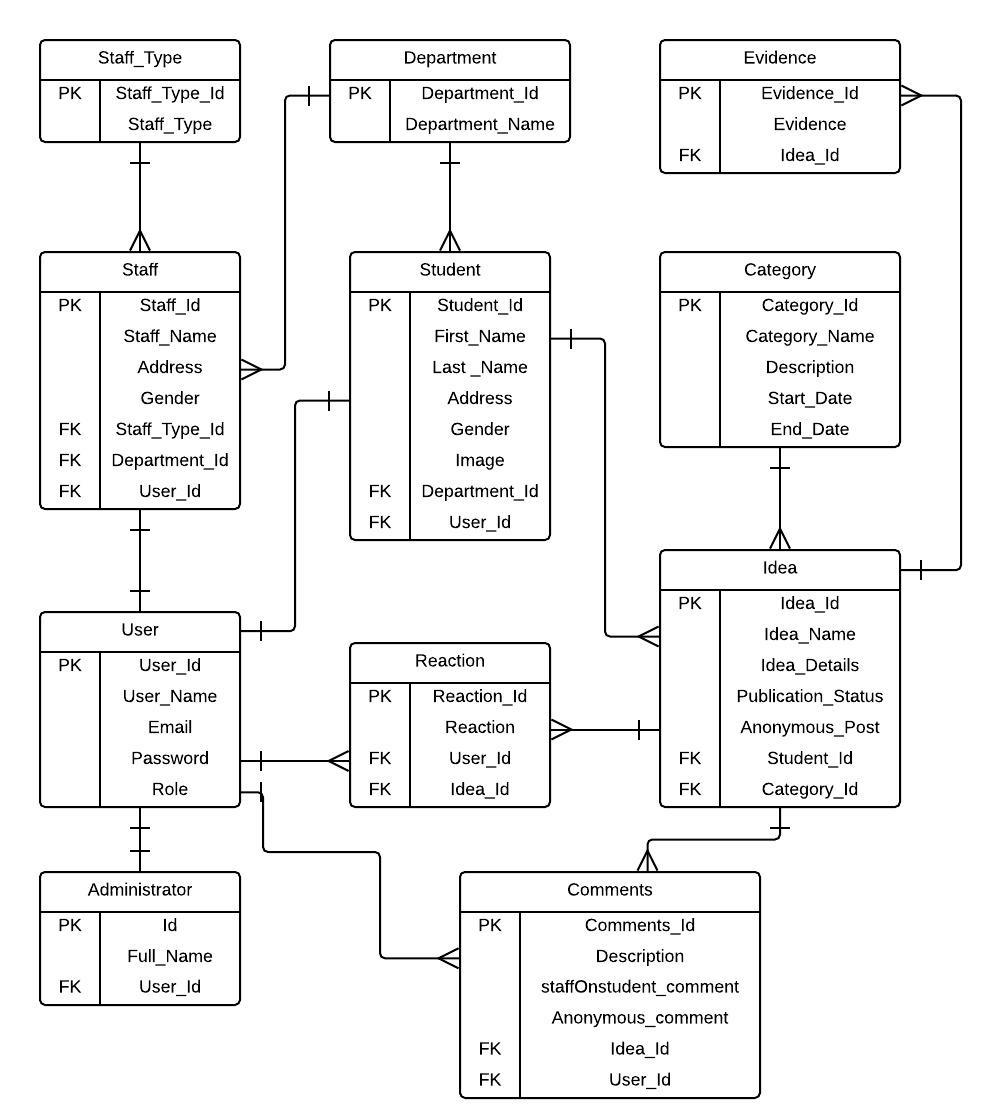 Staff_Type
PK Staff_Type_Id
Staff_Type
Department
PK Department_Id
Department_Name
Evidence
PK Evidence_Id
Evidence
FK Idea_Id
Staff
PK Staff_Id
Staff_Name
Address
Gender
FK Staff_Type_Id
FK Department_Id
FK User_Id
Student
PK Student_Id
First_Name
Last _Name
Address
Gender
Image
FK Department_Id
FK User_Id
Category
PK Category_Id
Category_Name
Description
Start_Date
End_Date
User
PK User_Id
User_Name
Email
Password
Role
Reaction
PK Reaction_Id
Reaction
FK User_Id
FK Idea_Id
Idea
PK Idea_Id
Idea_Name
Idea_Details
Publication_Status
Anonymous_Post
FK Student_Id
FK Category_Id
Administrator
PK Id
Full_Name
FK User_Id
Comments
PK Comments_Id
Description
staffOnstudent_comment
Anonymous_comment
FK Idea_Id
FK User_Id